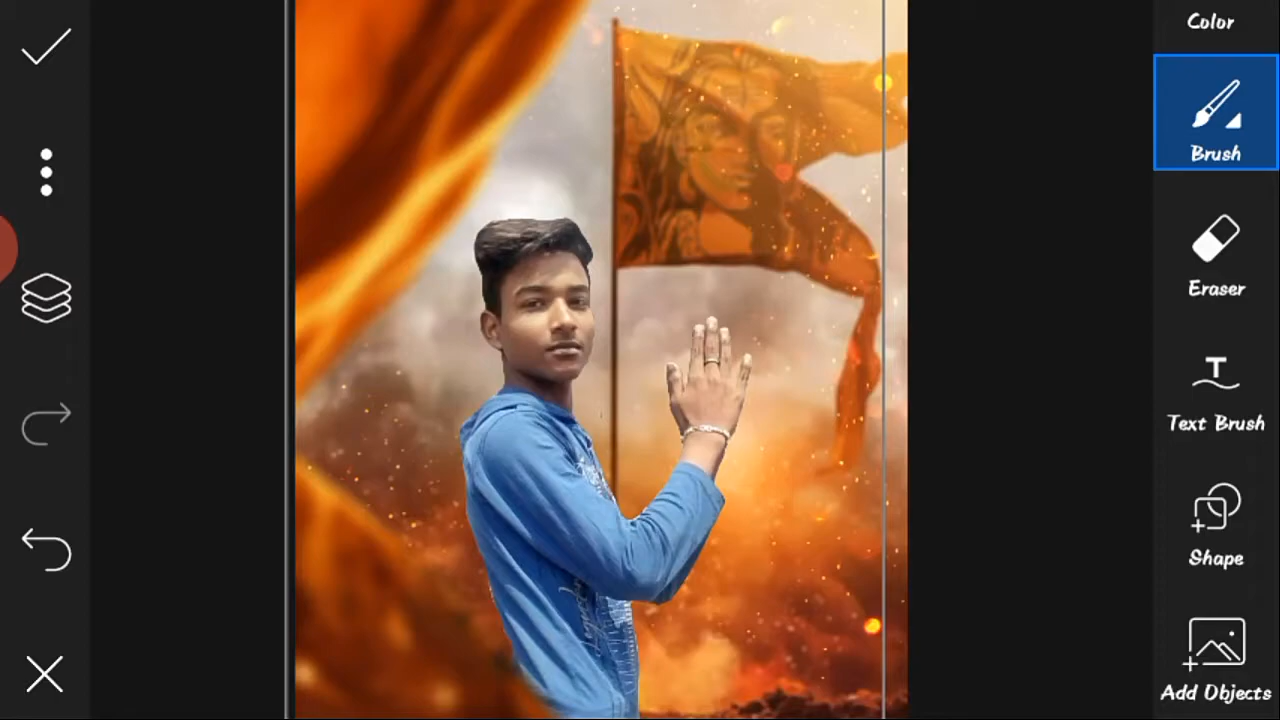 Color
Brush
Eraser
Text Brush
Shape
Add Objects